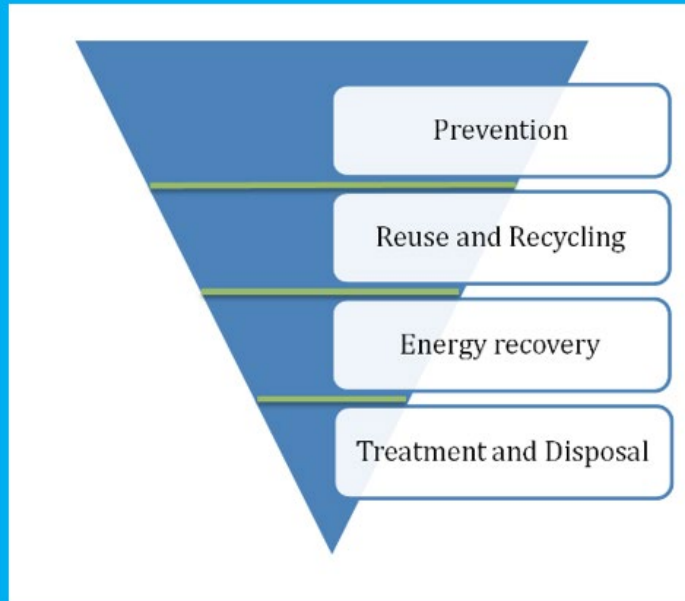 Prevention
Reuse and Recycling
Energy recovery
Treatment and Disposal